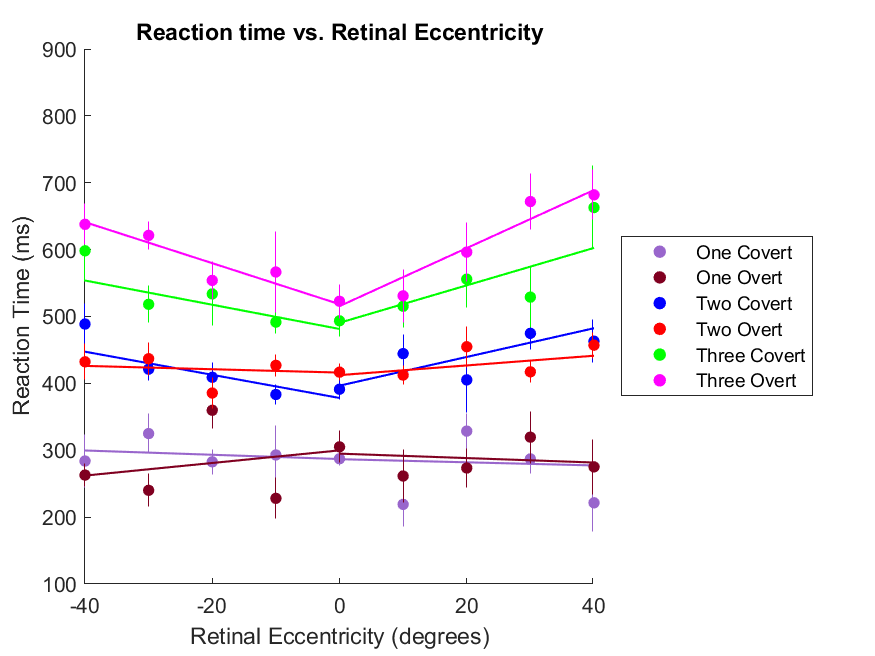 Reaction time vs. Retinal Eccentricity
900
800
700
600
500
400
300
200
100
Reaction Time (ms)
-40
-20
0
20
40
Retinal Eccentricity (degrees)
One Covert
One Overt
Two Covert
Two Overt
Three Covert
Three Overt